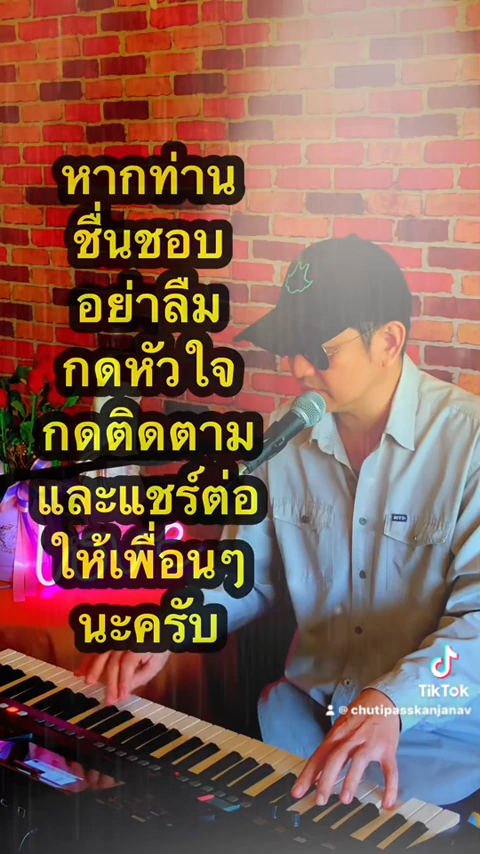 หากท่าน
ชื่นชอบ
อย่าลืม
กดหัวใจ
กดติดตาม
และแชร์ต่อ
ให้เพื่อนๆ
นะครับ
TikTok
@ chutipasskanjanav